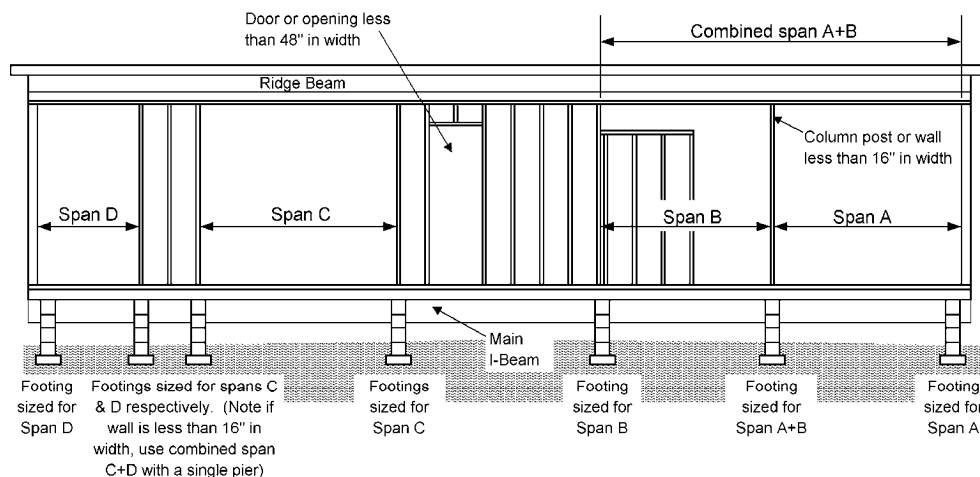 Door or opening less
than 48" in width
Combined span A+B
Ridge Beam
Column post or wall
less than 16" in width
Span D
Span C
Span B
Span A
Main
I-Beam
Footing
sized for
Span D
Footings sized for spans C
& D respectively. (Note if
wall is less than 16" in
width, use combined span
C+D with a single pier)
Footings
sized for
Span C
Footing
sized for
Span B
Footing
sized for
Span A+B
Footing
sized for
Span A